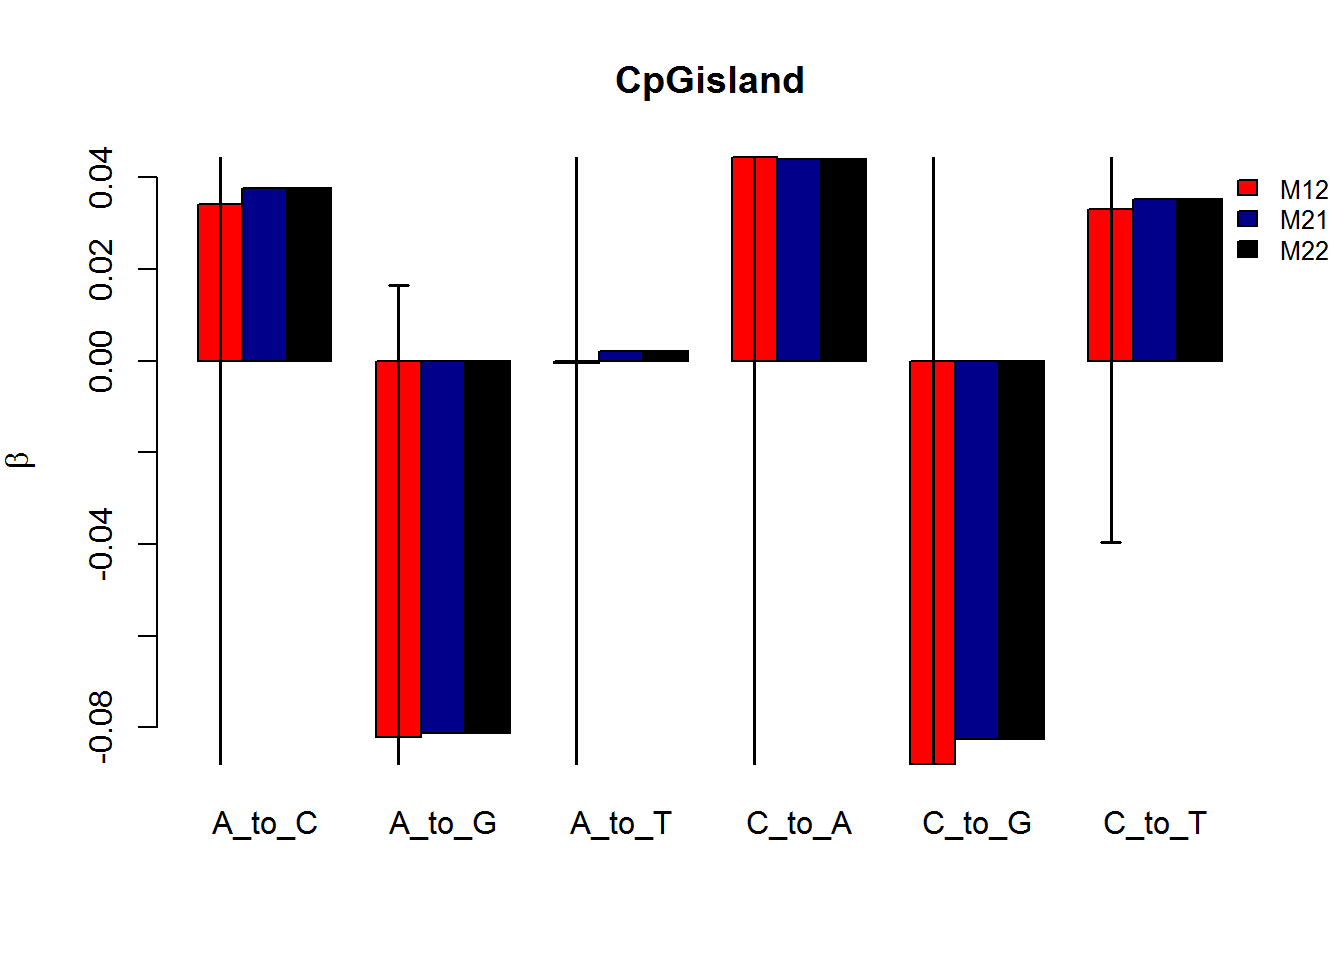 CpGisland
0.04
0.02
0.00
-0.04
-0.08
β
M12
M21
M22
A_to_C
A_to_G
A_to_T
C_to_A
C_to_G
C_to_T